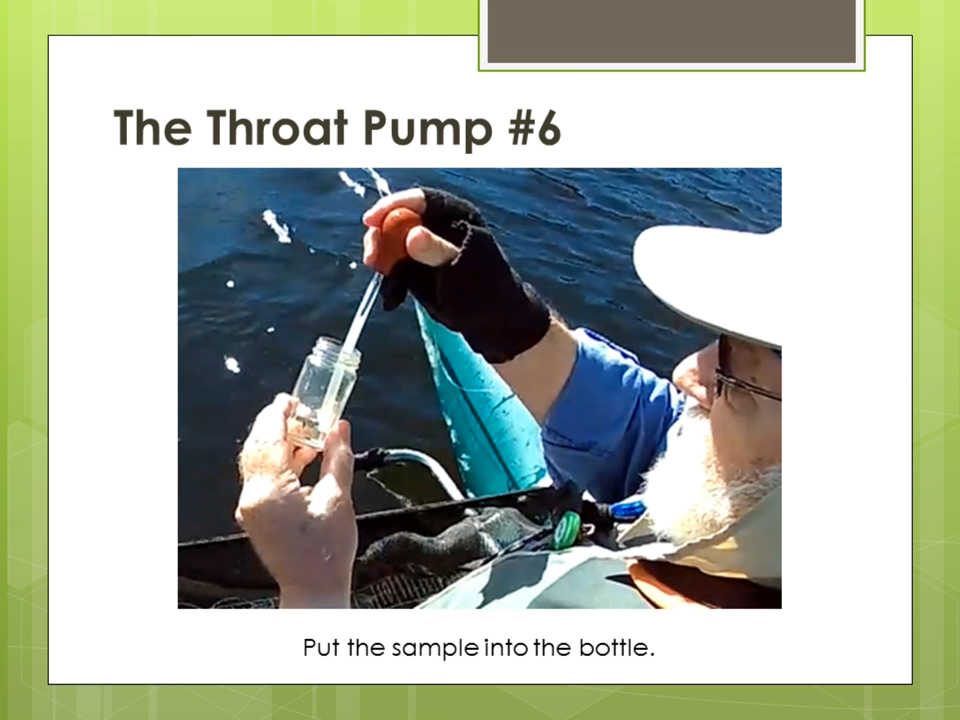 The Throat Pump #6
Put the sample into the bottle.